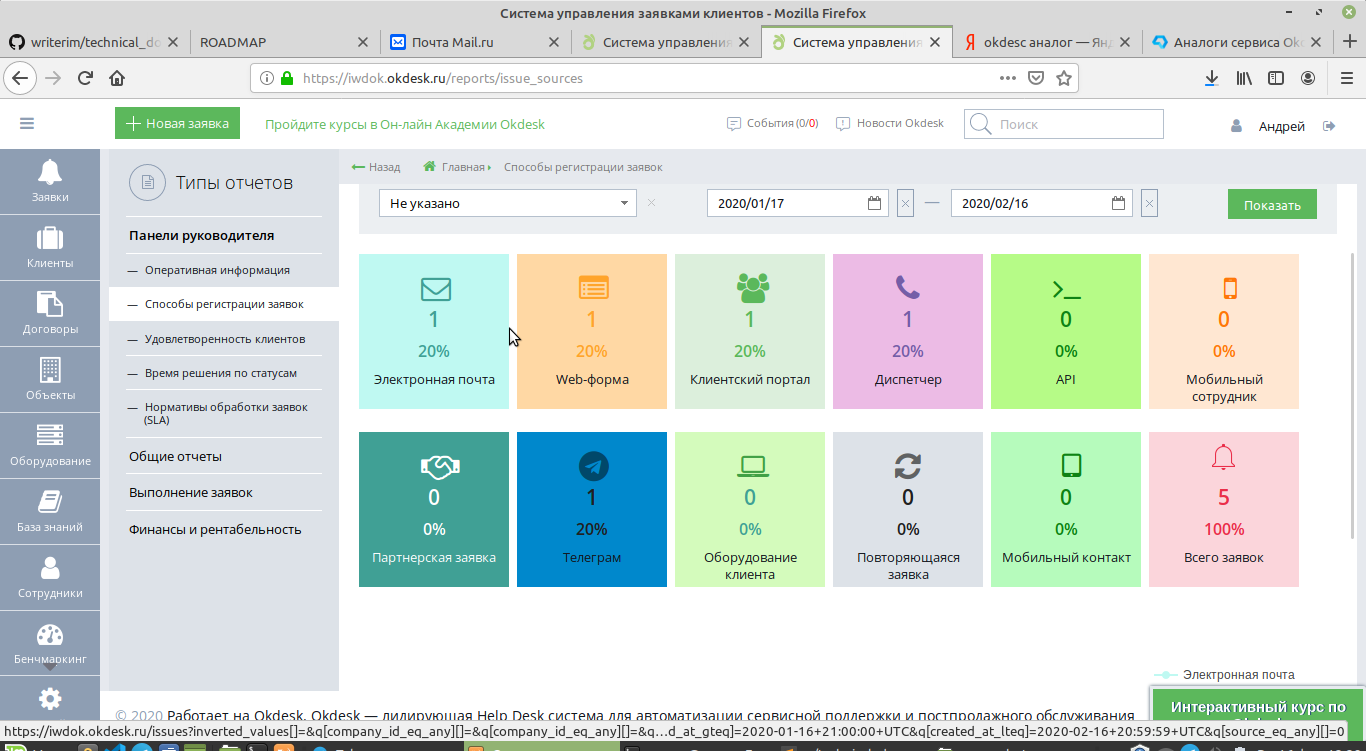 Система управления заявками клиентов - Mozilla Firefox
writerim/technical_do
ROADMAP
Почта Mail.ru
Система управления
Система управления
okdesc аналог — Янд
Аналоги сервиса Okd
https://iwdok.okdesk.ru/reports/issue_sources
Новая заявка
Пройдите курсы в Он-лайн Академии Okdesk
События (0/0)
Новости Okdesk
Поиск
Андрей
Заявки
Клиенты
Договоры
Объекты
Оборудование
База знаний
Сотрудники
Бенчмаркинг
Типы отчетов
Панели руководителя
— Оперативная информация
— Способы регистрации заявок
— Удовлетворенность клиентов
— Время решения по статусам
— Нормативы обработки заявок
(SLA)
Общие отчеты
Выполнение заявок
Финансы и рентабельность
Назад
Главная
Способы регистрации заявок
Не указано
2020/01/17
—
2020/02/16
Показать
1
20%
Электронная почта
1
20%
Web-форма
1
20%
Клиентский портал
1
20%
Диспетчер
0
0%
API
0
0%
Мобильный
сотрудник
0
0%
Партнерская заявка
1
20%
Телеграм
0
0%
Оборудование
клиента
0
0%
Повторяющаяся
заявка
0
0%
Мобильный контакт
5
100%
Всего заявок
Электронная почта
© 2020 Работает на Okdesk. Okdesk — лидирующая Help Desk система для автоматизации сервисной поддержки и постпродажного обслуживания
Интерактивный курс по
https://iwdok.okdesk.ru/issues?inverted_values[]=&q[company_id_eq_any][]=&q[company_id_eq_any][]=&q…d_at_gteq]=2020-01-16+21:00:00+UTC&q[created_at_lteq]=2020-02-16+20:59:59+UTC&q[source_eq_any][]=0